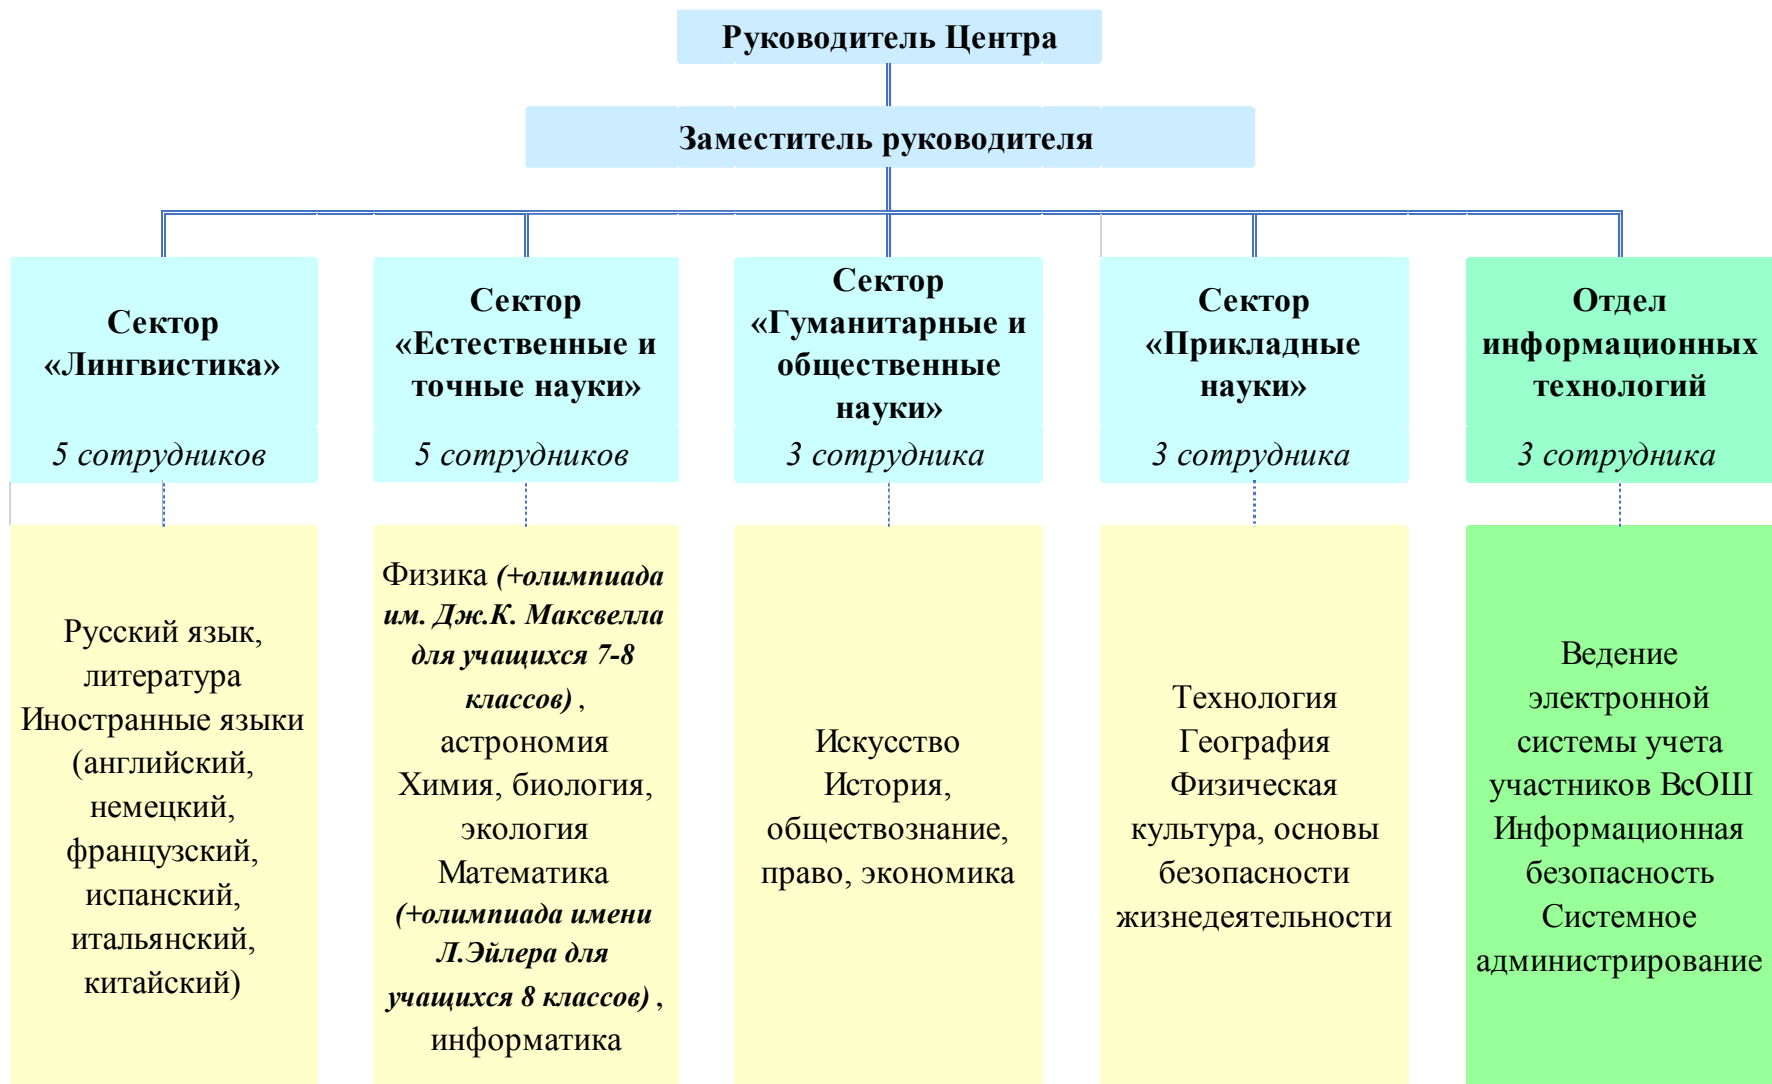 Руководитель Центра
Заместитель руководителя
Сектор
«Лингвистика»
5 сотрудников
Сектор
«Естественные и
точные науки»
5 сотрудников
Сектор
«Гуманитарные и
общественные
науки»
3 сотрудника
Сектор
«Прикладные
науки»
3 сотрудника
Отдел
информационных
технологий
3 сотрудника
Русский язык,
литература
Иностранные языки
(английский,
немецкий,
французский,
испанский,
итальянский,
китайский)
Физика (+олимпиада
им. Дж.К. Максвелла
для учащихся 7-8
классов) ,
астрономия
Химия, биология,
экология
Математика
(+олимпиада имени
Л.Эйлера для
учащихся 8 классов) ,
информатика
Искусство
История,
обществознание,
право, экономика
Технология
География
Физическая
культура, основы
безопасности
жизнедеятельности
Ведение
электронной
системы учета
участников ВсОШ
Информационная
безопасность
Системное
администрирование